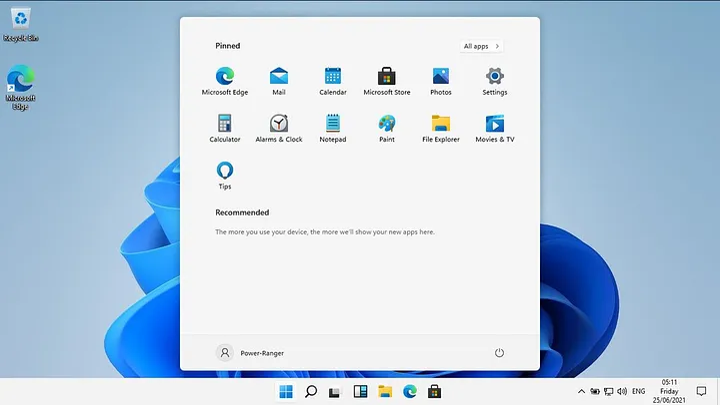 Recycle Bin
Microsoft
Edge
Pinned
All apps
Microsoft Edge
Mail
Calendar
Microsoft Store
Photos
Settings
Calculator
Alarms & Clock
Notepad
Paint
File Explorer
Movies & TV
Tips
Recommended
The more you use your device, the more we'll show your new apps here.
Power-Ranger
ENG
05:11
Friday
25/06/2021